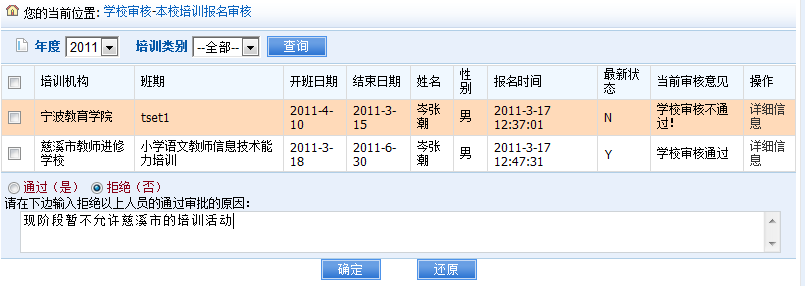 您的当前位置: 学校审核-本校培训报名审核
年度 2011 培训类别 --全部-- 查询
培训机构 班期 开班日期 结束日期 姓名 性别 报名时间 最新状态 当前审核意见 操作
宁波教育学院 tset1 2011-4-10 2011-3-15 岑张潮 男 2011-3-17 12:37:01 N 学校审核不通过! 详细信息
慈溪市教师进修学校 小学语文教师信息技术能力培训 2011-3-18 2011-6-30 岑张潮 男 2011-3-17 12:47:31 Y 学校审核通过 详细信息
通过(是) 拒绝(否)
请在下边输入拒绝以上人员的通过审批的原因:
现阶段暂不允许慈溪市的培训活动
确定 还原